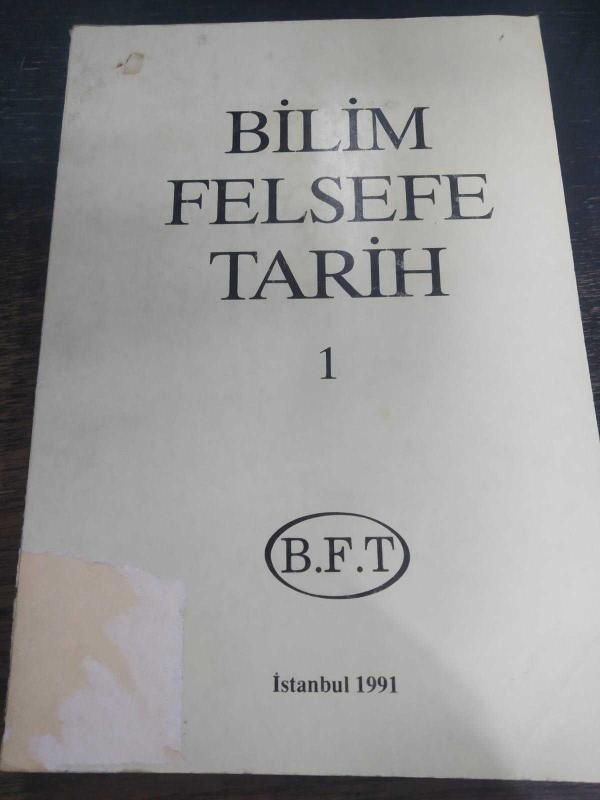 BİLİM
FELSEFE
TARİH
1
B.F.T
İstanbul 1991